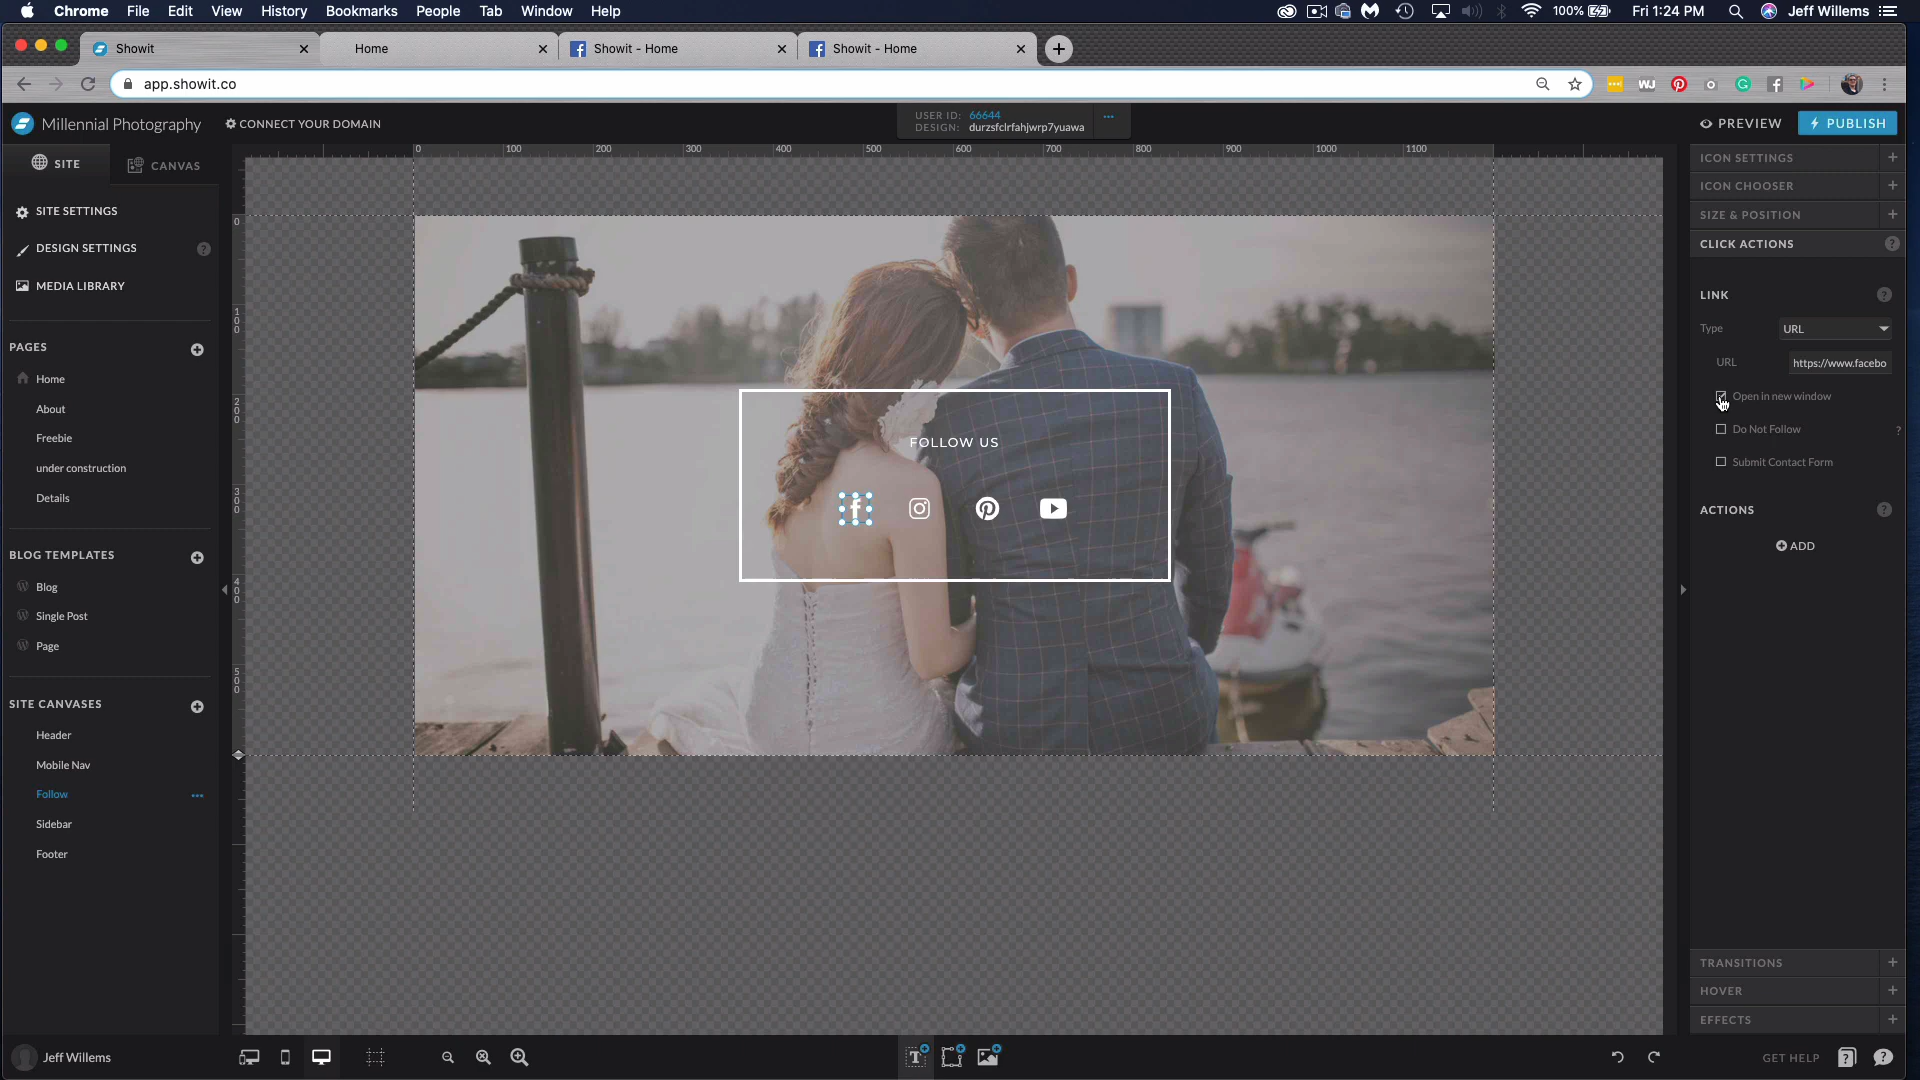 Chrome File Edit View History Bookmarks People Tab Window Help
100% Fri 1:24 PM Jeff Willems
Showit
Home
Showit - Home
Showit - Home
app.showit.co
Millennial Photography
CONNECT YOUR DOMAIN
USER ID: 66644
DESIGN: durzsfclrfahjwrp7yuawa
PREVIEW
PUBLISH
SITE
CANVAS
SITE SETTINGS
DESIGN SETTINGS
MEDIA LIBRARY
PAGES
Home
About
Freebie
under construction
Details
BLOG TEMPLATES
Blog
Single Post
Page
SITE CANVASES
Header
Mobile Nav
Follow
Sidebar
Footer
0 100 200 300 400 500 600 700 800 900 1000 1100
0
100
200
300
400
500
FOLLOW US
ICON SETTINGS
ICON CHOOSER
SIZE & POSITION
CLICK ACTIONS
LINK
Type URL
URL https://www.facebo
Open in new window
Do Not Follow
Submit Contact Form
ACTIONS
ADD
TRANSITIONS
HOVER
EFFECTS
Jeff Willems
GET HELP